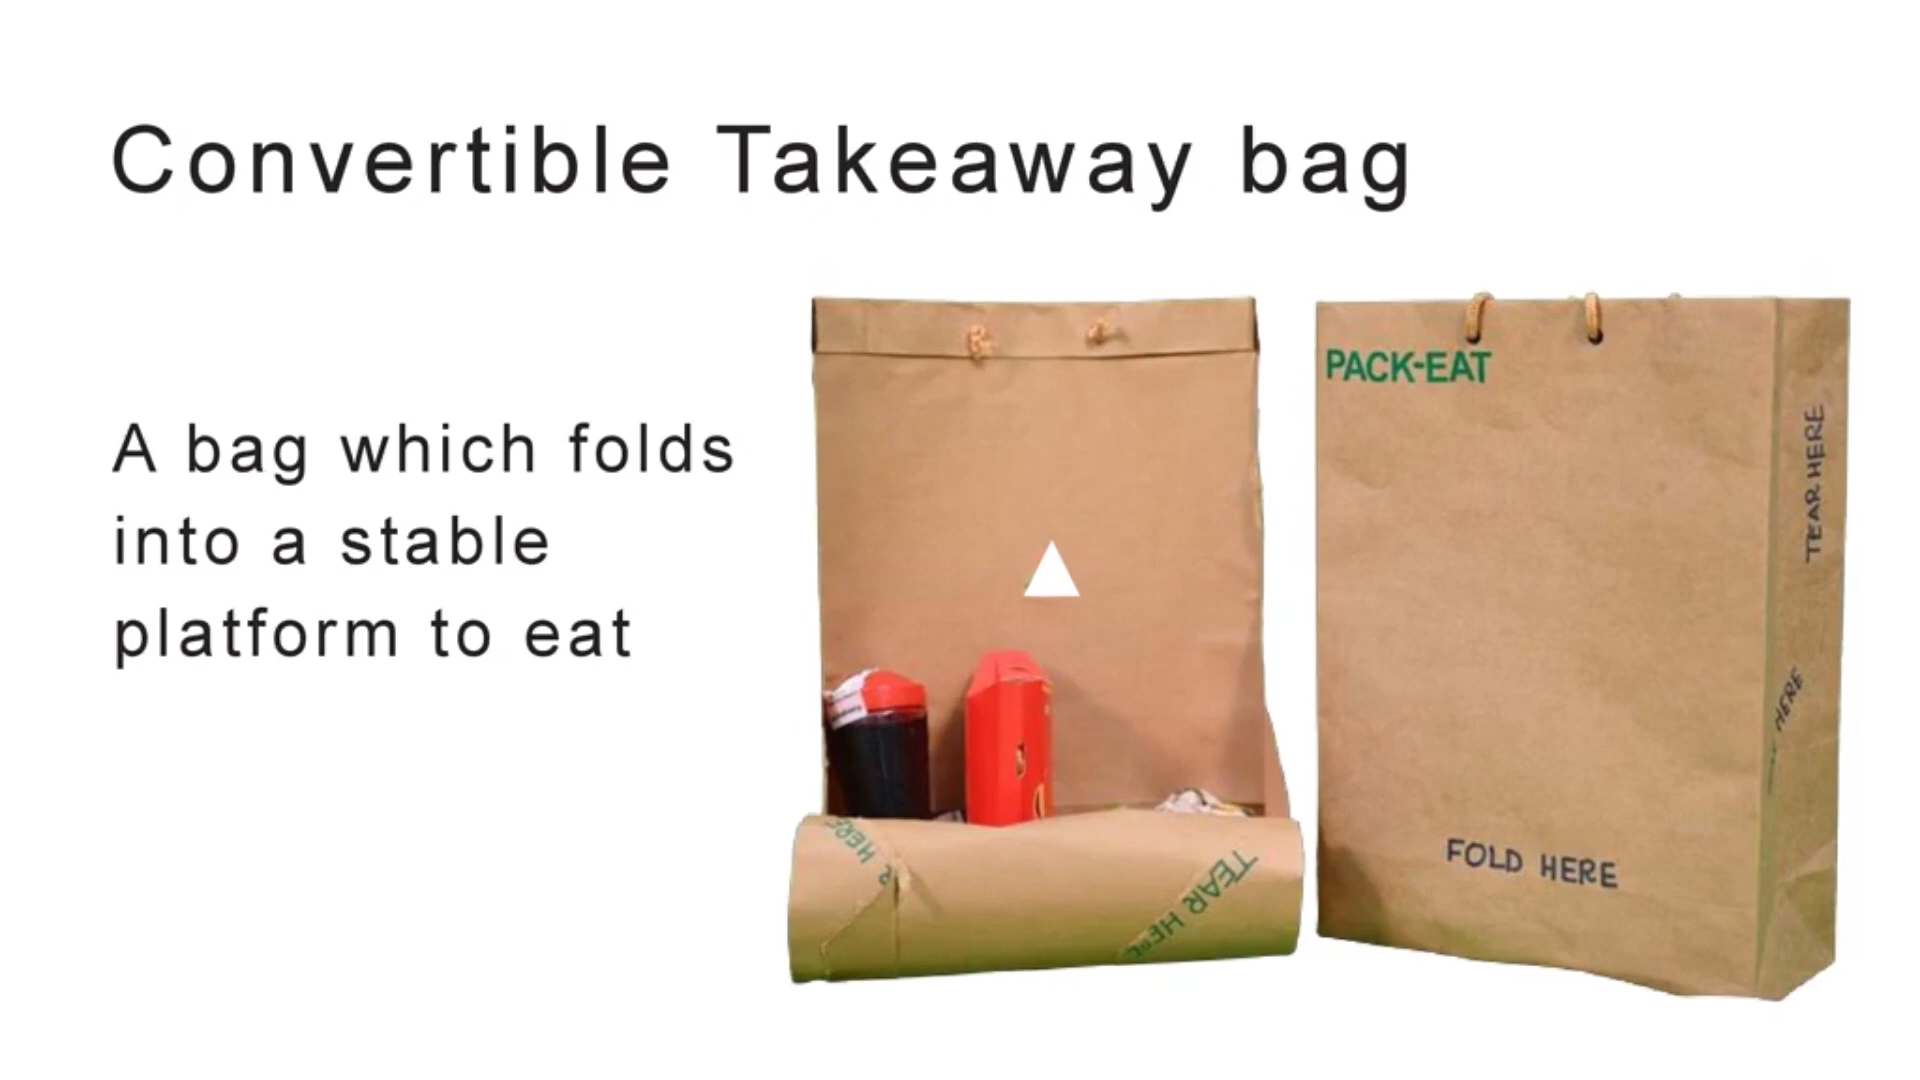 Convertible Takeaway bag
A bag which folds
into a stable
platform to eat
PACK-EAT
TEAR HERE
HERE
FOLD HERE
R HERE
TEAR HERE